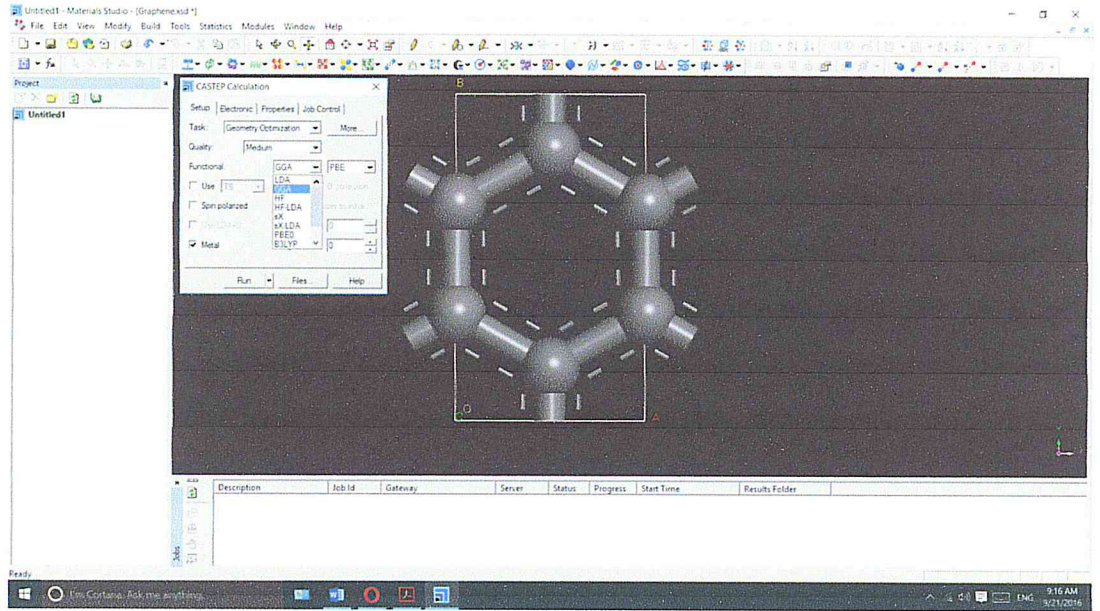 Untitled1 - Materials Studio - [Graphene.xsd *]
File Edit View Modify Build Tools Statistics Modules Window Help
Project
Untitled1
CASTEP Calculation
Setup Electronic Properties Job Control
Task: Geometry Optimization More...
Quality: Medium
Functional: GGA PBE
Use TS
LDA
GGA
HF
HF-LDA
sX
sX-LDA
PBE0
B3LYP
Spin polarized
0
Metal
0
Run Files... Help
B
O
A
Y
Description Job Id Gateway Server Status Progress Start Time Results Folder
Jobs
Ready
I'm Cortana. Ask me anything.
ENG
9:16 AM
9/21/2016